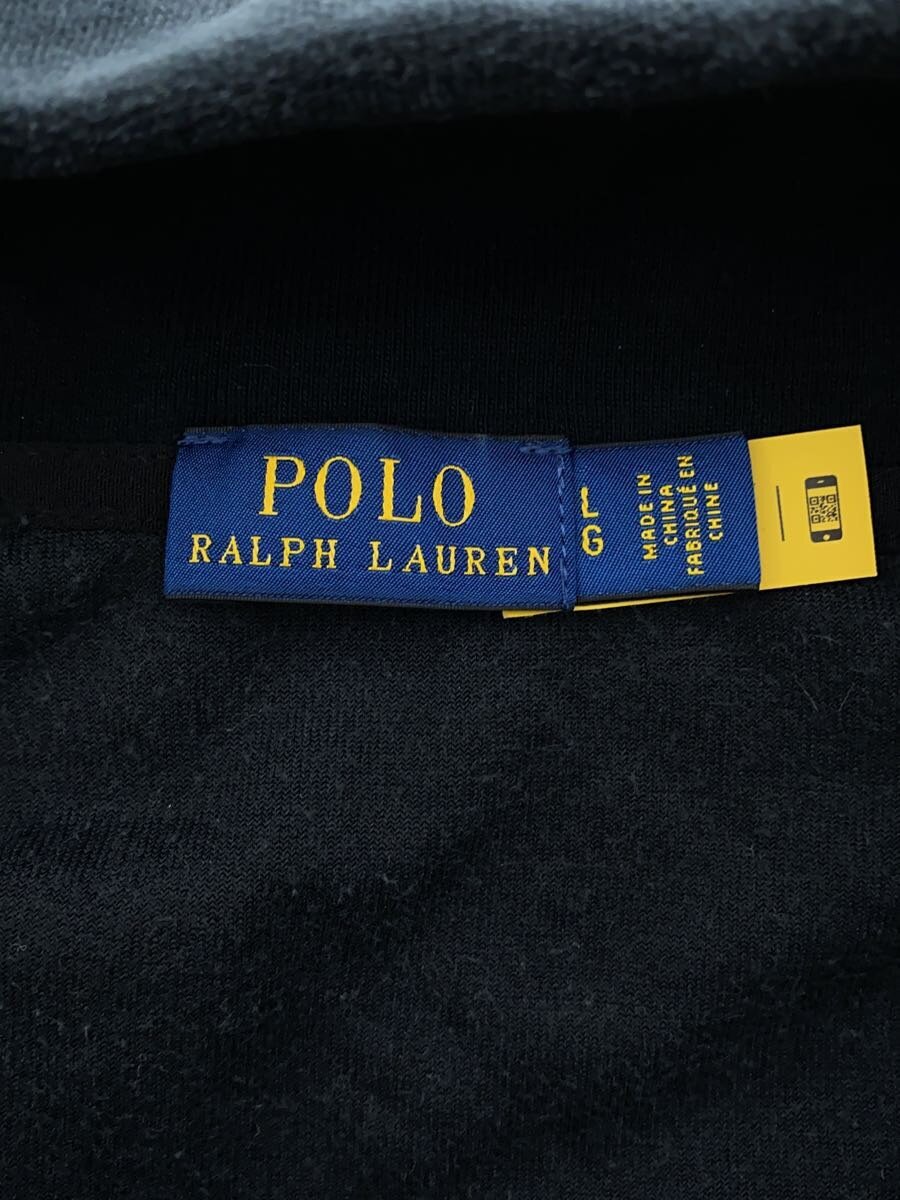 POLO
RALPH LAUREN
L
G
MADE IN
CHINA
FABRIQUÉ EN
CHINE